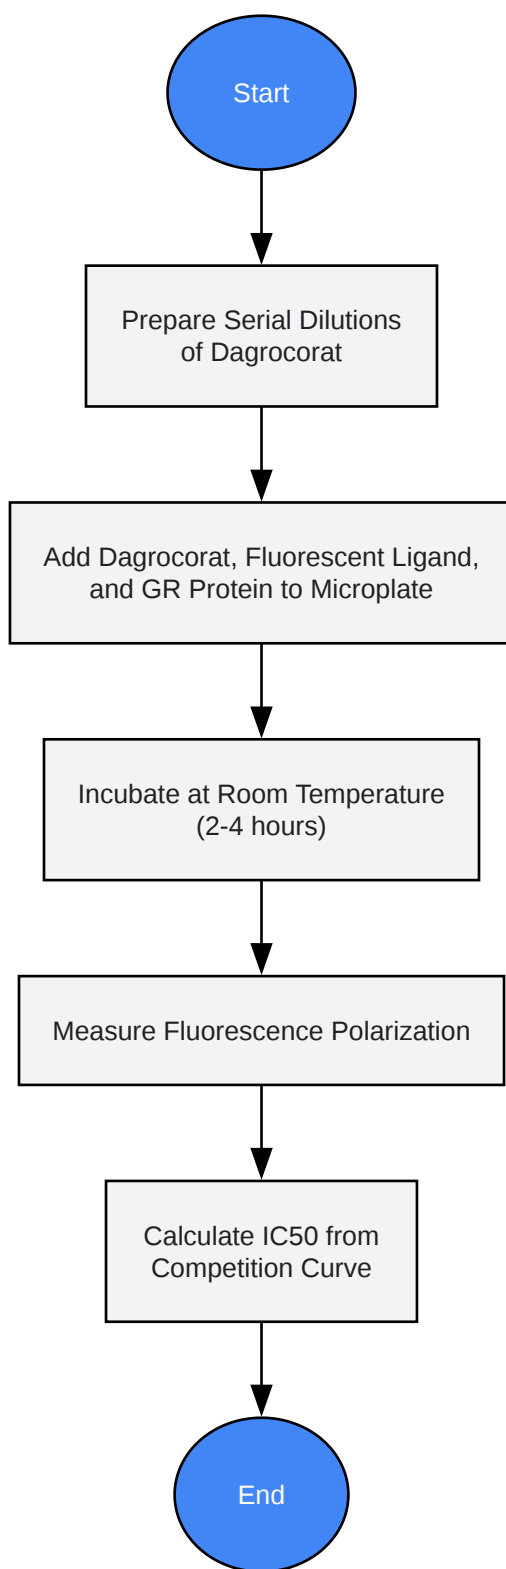 Start
Prepare Serial Dilutions
of Dagrocorat
Add Dagrocorat, Fluorescent Ligand,
and GR Protein to Microplate
Incubate at Room Temperature
(2-4 hours)
Measure Fluorescence Polarization
Calculate IC50 from
Competition Curve
End